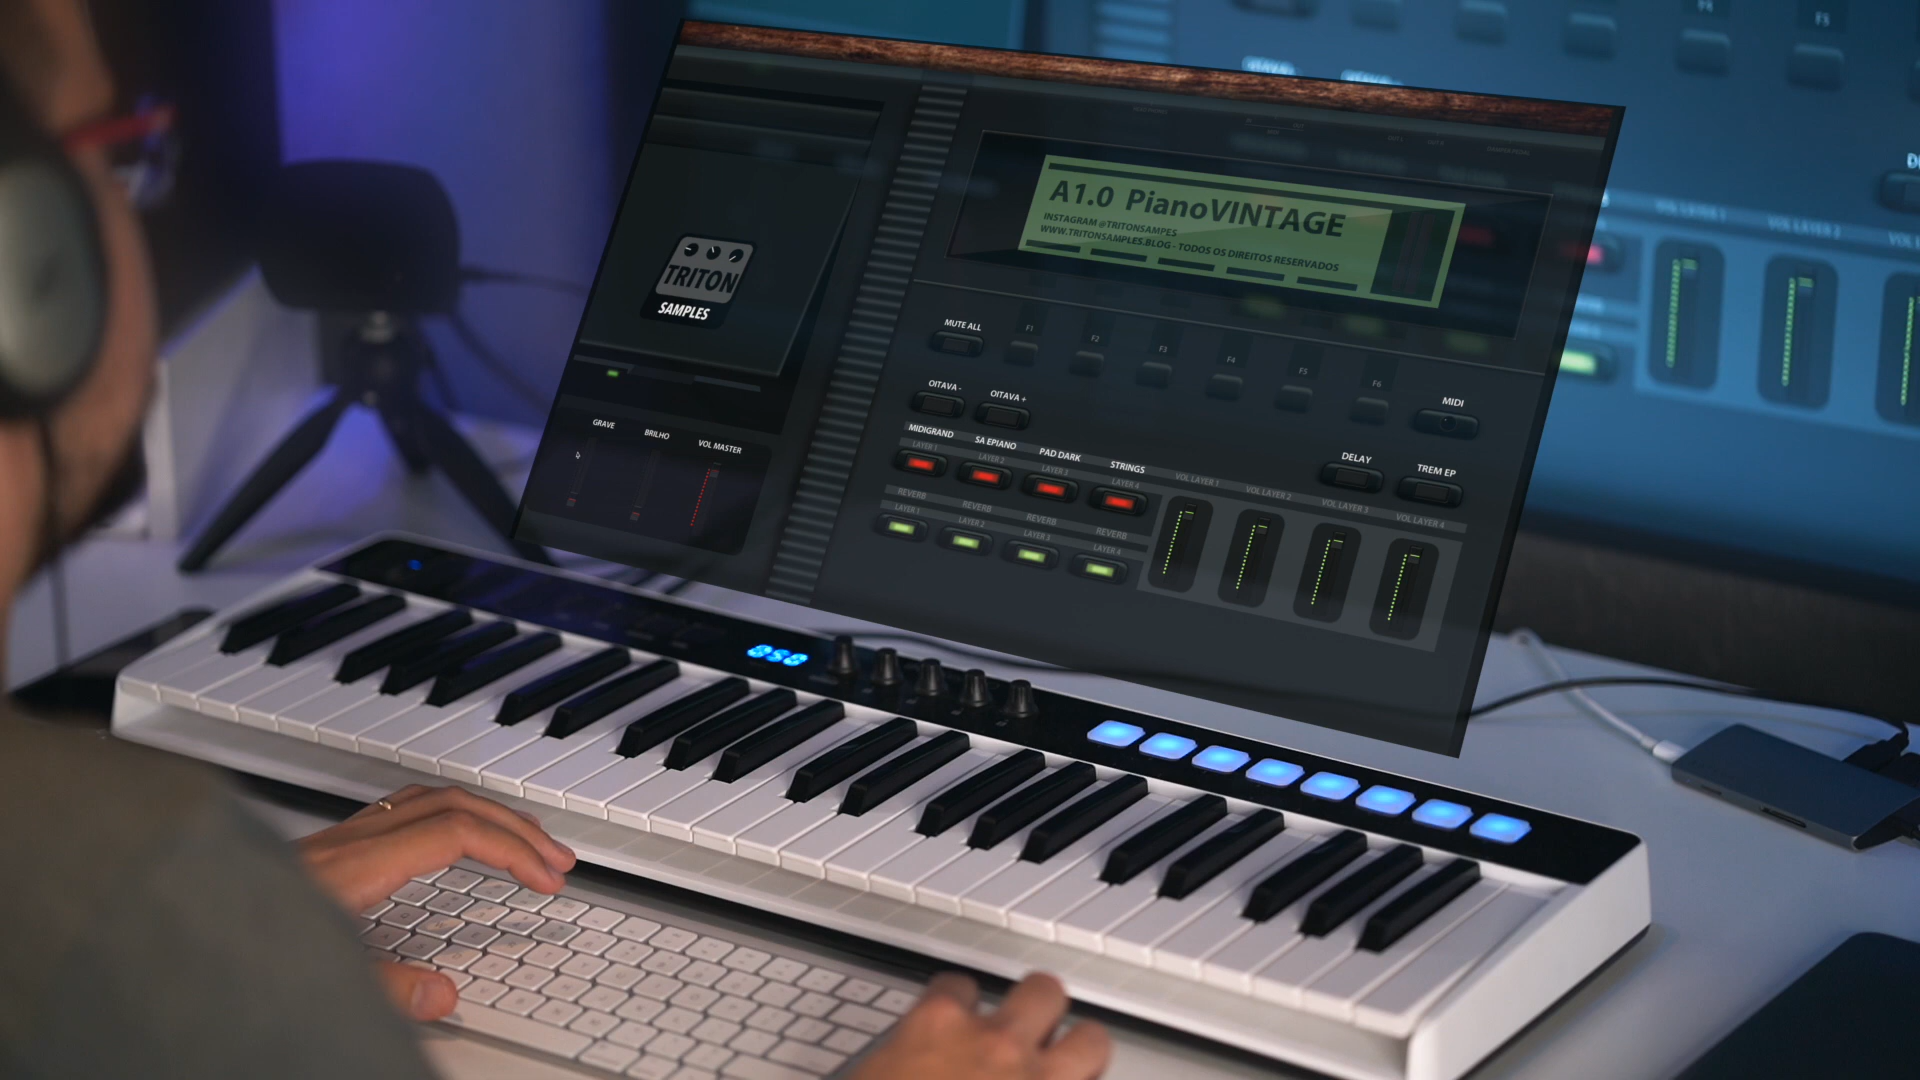 A1.0 PianoVINTAGE
INSTAGRAM @TRITONSAMPES
WWW.TRITONSAMPLES.BLOG - TODOS OS DIREITOS RESERVADOS
TRITON
SAMPLES
MUTE ALL
F1
F2
F3
F4
F5
F6
MIDI
OITAVA -
OITAVA +
GRAVE
BRILHO
VOL MASTER
MIDIGRAND
SA EPIANO
PAD DARK
STRINGS
DELAY
TREM EP
LAYER 1
LAYER 2
LAYER 3
LAYER 4
VOL LAYER 1
VOL LAYER 2
VOL LAYER 3
VOL LAYER 4
REVERB
REVERB
REVERB
REVERB
LAYER 1
LAYER 2
LAYER 3
LAYER 4
050